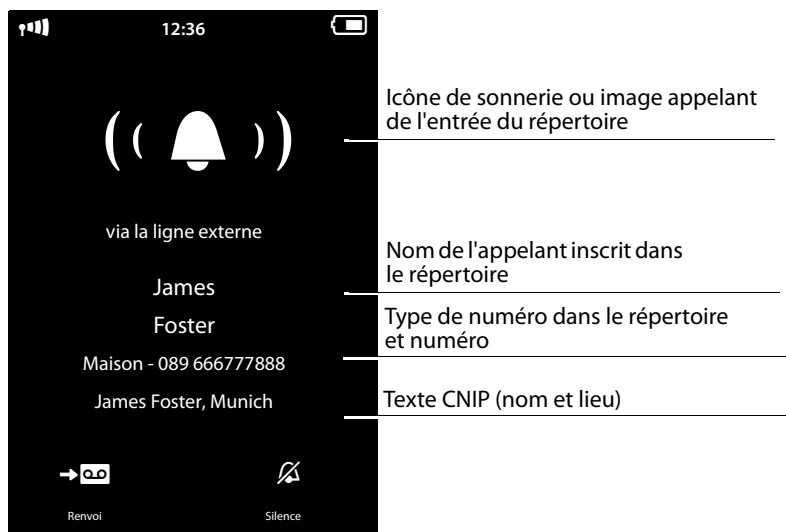 12:36
Icône de sonnerie ou image appelant
de l'entrée du répertoire
via la ligne externe
Nom de l'appelant inscrit dans
le répertoire
James
Foster
Type de numéro dans le répertoire
et numéro
Maison - 089 666777888
James Foster, Munich
Texte CNIP (nom et lieu)
Renvoi
Silence